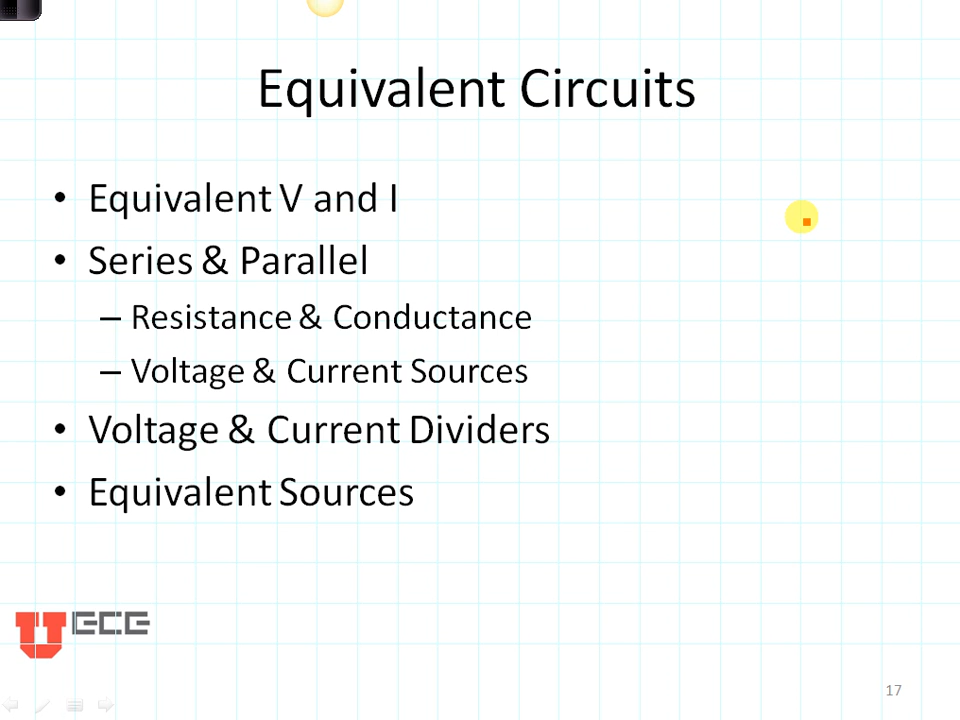 Equivalent Circuits
• Equivalent V and I
• Series & Parallel
– Resistance & Conductance
– Voltage & Current Sources
• Voltage & Current Dividers
• Equivalent Sources
U ECE
17